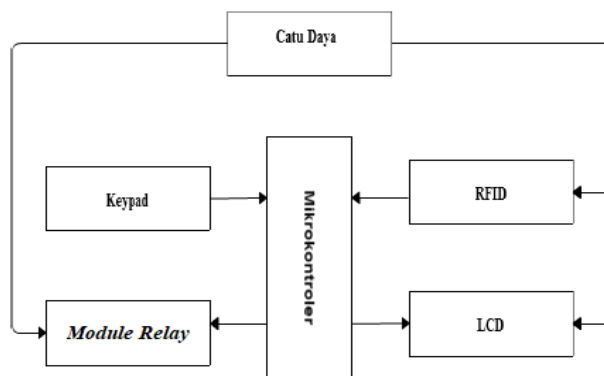 Catu Daya
Keypad
Mikrokontroler
RFID
Module Relay
LCD